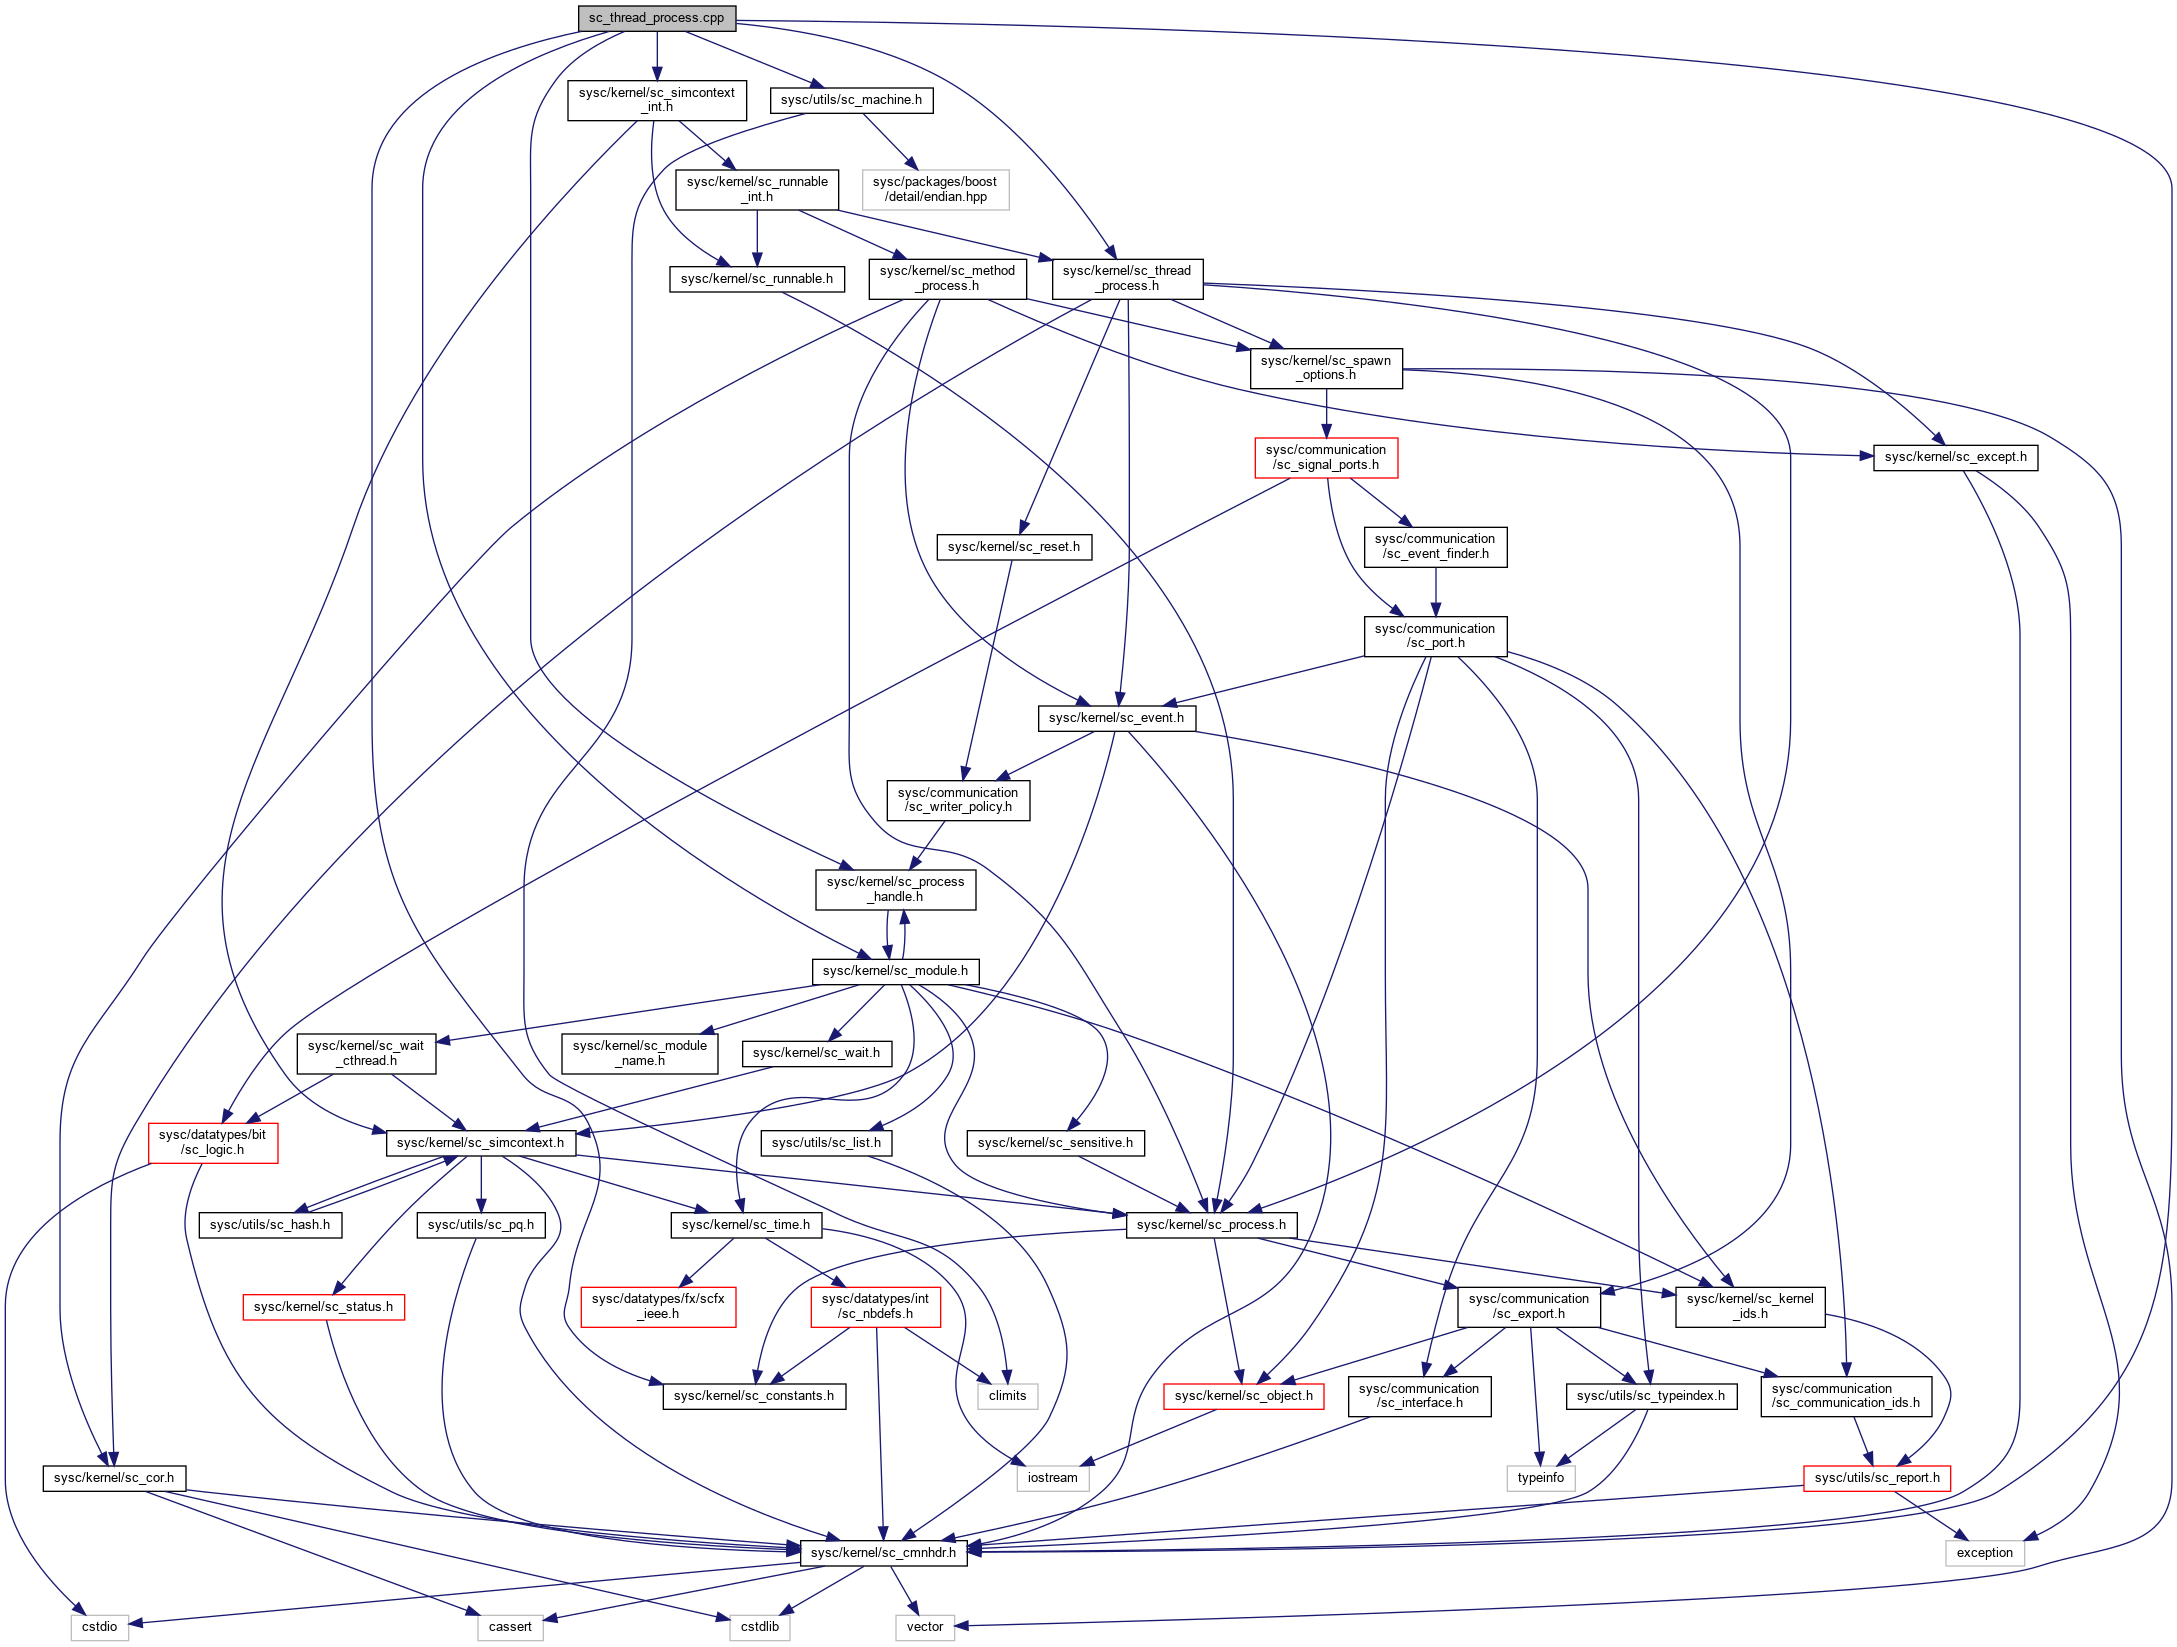 sc_thread_process.cpp
sysc/kernel/sc_simcontext
_int.h
sysc/utils/sc_machine.h
sysc/kernel/sc_runnable
_int.h
sysc/packages/boost
/detail/endian.hpp
sysc/kernel/sc_runnable.h
sysc/kernel/sc_method
_process.h
sysc/kernel/sc_thread
_process.h
sysc/kernel/sc_spawn
_options.h
sysc/communication
/sc_signal_ports.h
sysc/kernel/sc_except.h
sysc/kernel/sc_reset.h
sysc/communication
/sc_event_finder.h
sysc/communication
/sc_port.h
sysc/kernel/sc_event.h
sysc/communication
/sc_writer_policy.h
sysc/kernel/sc_process
_handle.h
sysc/kernel/sc_module.h
sysc/kernel/sc_wait
_cthread.h
sysc/kernel/sc_module
_name.h
sysc/kernel/sc_wait.h
sysc/datatypes/bit
/sc_logic.h
sysc/kernel/sc_simcontext.h
sysc/utils/sc_list.h
sysc/kernel/sc_sensitive.h
sysc/utils/sc_hash.h
sysc/utils/sc_pq.h
sysc/kernel/sc_time.h
sysc/kernel/sc_process.h
sysc/kernel/sc_status.h
sysc/datatypes/fx/scfx
_ieee.h
sysc/datatypes/int
/sc_nbdefs.h
sysc/communication
/sc_export.h
sysc/kernel/sc_kernel
_ids.h
sysc/kernel/sc_constants.h
climits
sysc/kernel/sc_object.h
sysc/communication
/sc_interface.h
sysc/utils/sc_typeindex.h
sysc/communication
/sc_communication_ids.h
sysc/kernel/sc_cor.h
iostream
typeinfo
sysc/utils/sc_report.h
sysc/kernel/sc_cmnhdr.h
exception
cstdio
cassert
cstdlib
vector